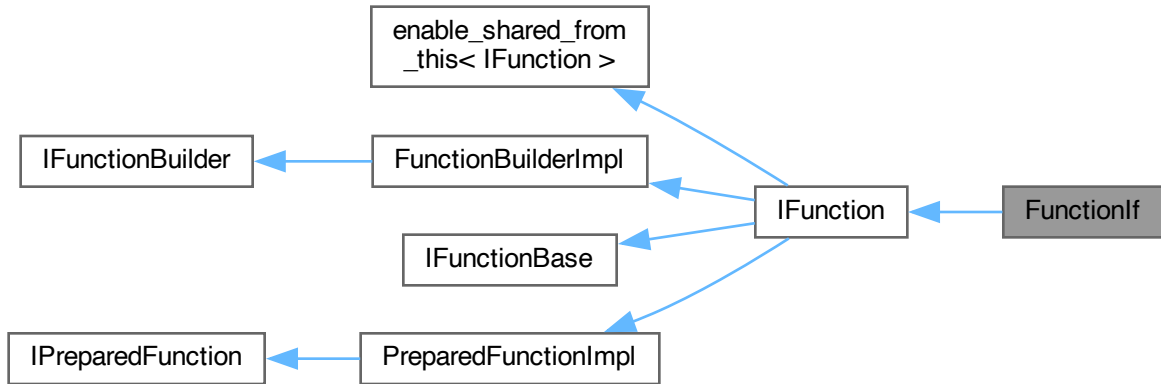 enable_shared_from
_this< IFunction >
IFunctionBuilder
FunctionBuilderImpl
IFunction
FunctionIf
IFunctionBase
IPreparedFunction
PreparedFunctionImpl